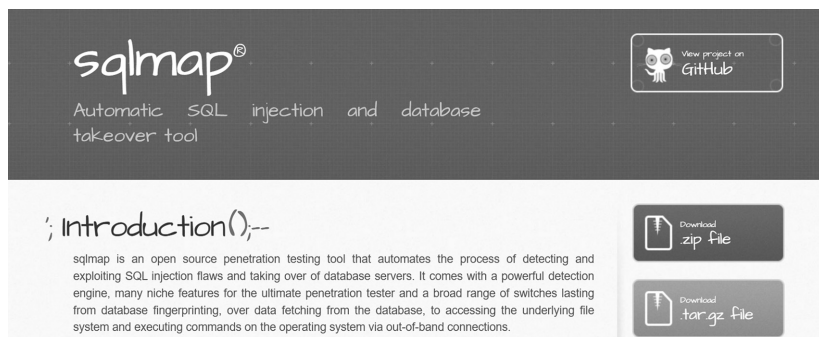 sqlmap®
Automatic SQL injection and database
takeover tool
View project on
GitHub
'; Introduction();--
sqlmap is an open source penetration testing tool that automates the process of detecting and
exploiting SQL injection flaws and taking over of database servers. It comes with a powerful detection
engine, many niche features for the ultimate penetration tester and a broad range of switches lasting
from database fingerprinting, over data fetching from the database, to accessing the underlying file
system and executing commands on the operating system via out-of-band connections.
Download
.zip file
Download
.tar.gz file